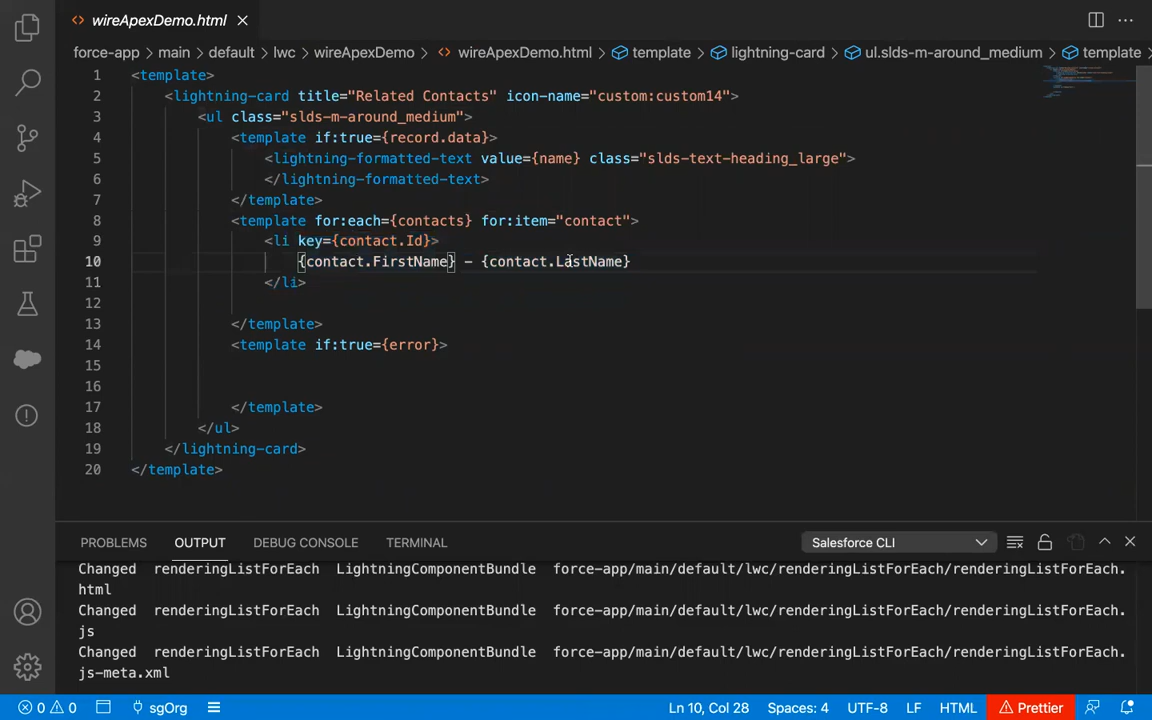 wireApexDemo.html
force-app > main > default > lwc > wireApexDemo > wireApexDemo.html > template > lightning-card > ul.slds-m-around_medium > template >
1 <template>
2 <lightning-card title="Related Contacts" icon-name="custom:custom14">
3 <ul class="slds-m-around_medium">
4 <template if:true={record.data}>
5 <lightning-formatted-text value={name} class="slds-text-heading_large">
6 </lightning-formatted-text>
7 </template>
8 <template for:each={contacts} for:item="contact">
9 <li key={contact.Id}>
10 {contact.FirstName} - {contact.LastName}
11 </li>
12
13 </template>
14 <template if:true={error}>
15
16
17 </template>
18 </ul>
19 </lightning-card>
20 </template>
PROBLEMS OUTPUT DEBUG CONSOLE TERMINAL Salesforce CLI
Changed renderingListForEach LightningComponentBundle force-app/main/default/lwc/renderingListForEach/renderingListForEach.
html
Changed renderingListForEach LightningComponentBundle force-app/main/default/lwc/renderingListForEach/renderingListForEach.
js
Changed renderingListForEach LightningComponentBundle force-app/main/default/lwc/renderingListForEach/renderingListForEach.
js-meta.xml
0 0 sgOrg Ln 10, Col 28 Spaces: 4 UTF-8 LF HTML Prettier